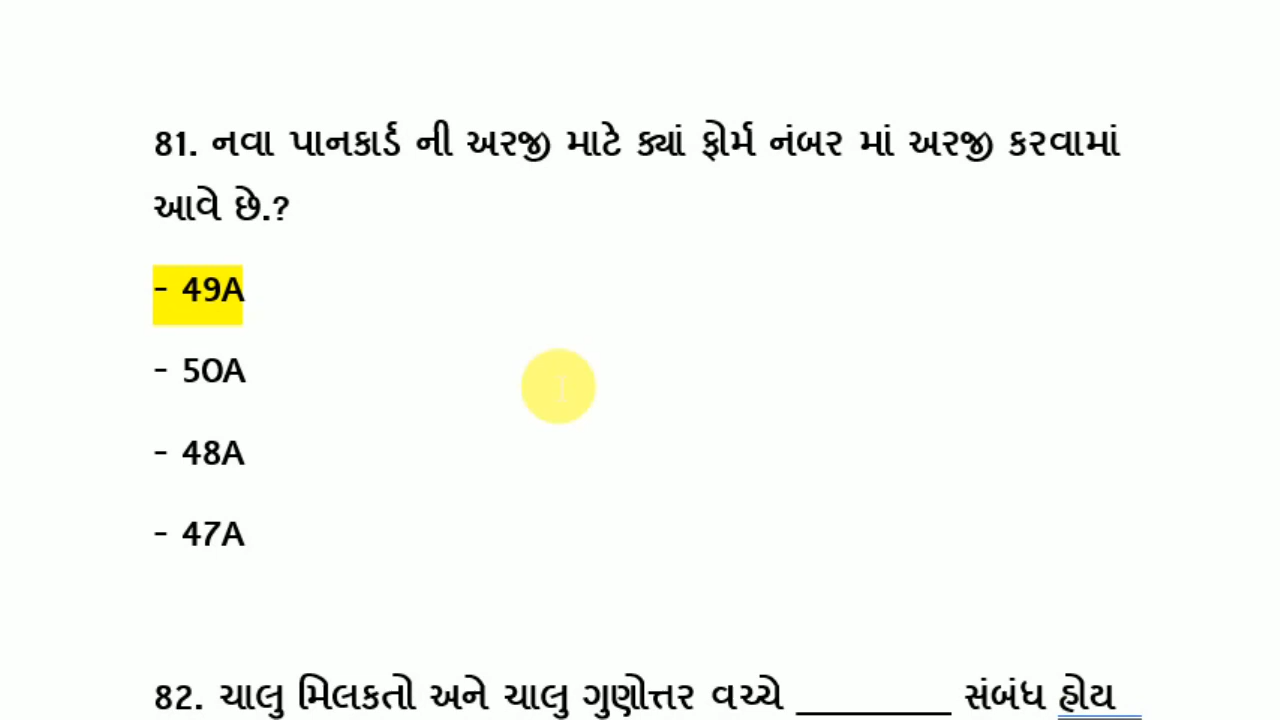 81. નવા પાનકાર્ડ ની અરજી માટે ક્યાં ફોર્મ નંબર માં અરજી કરવામાં
આવે છે.?
- 49A
- 50A
- 48A
- 47A
82. ચાલુ મિલકતો અને ચાલુ ગુણોત્તર વચ્ચે ________ સંબંધ હોય